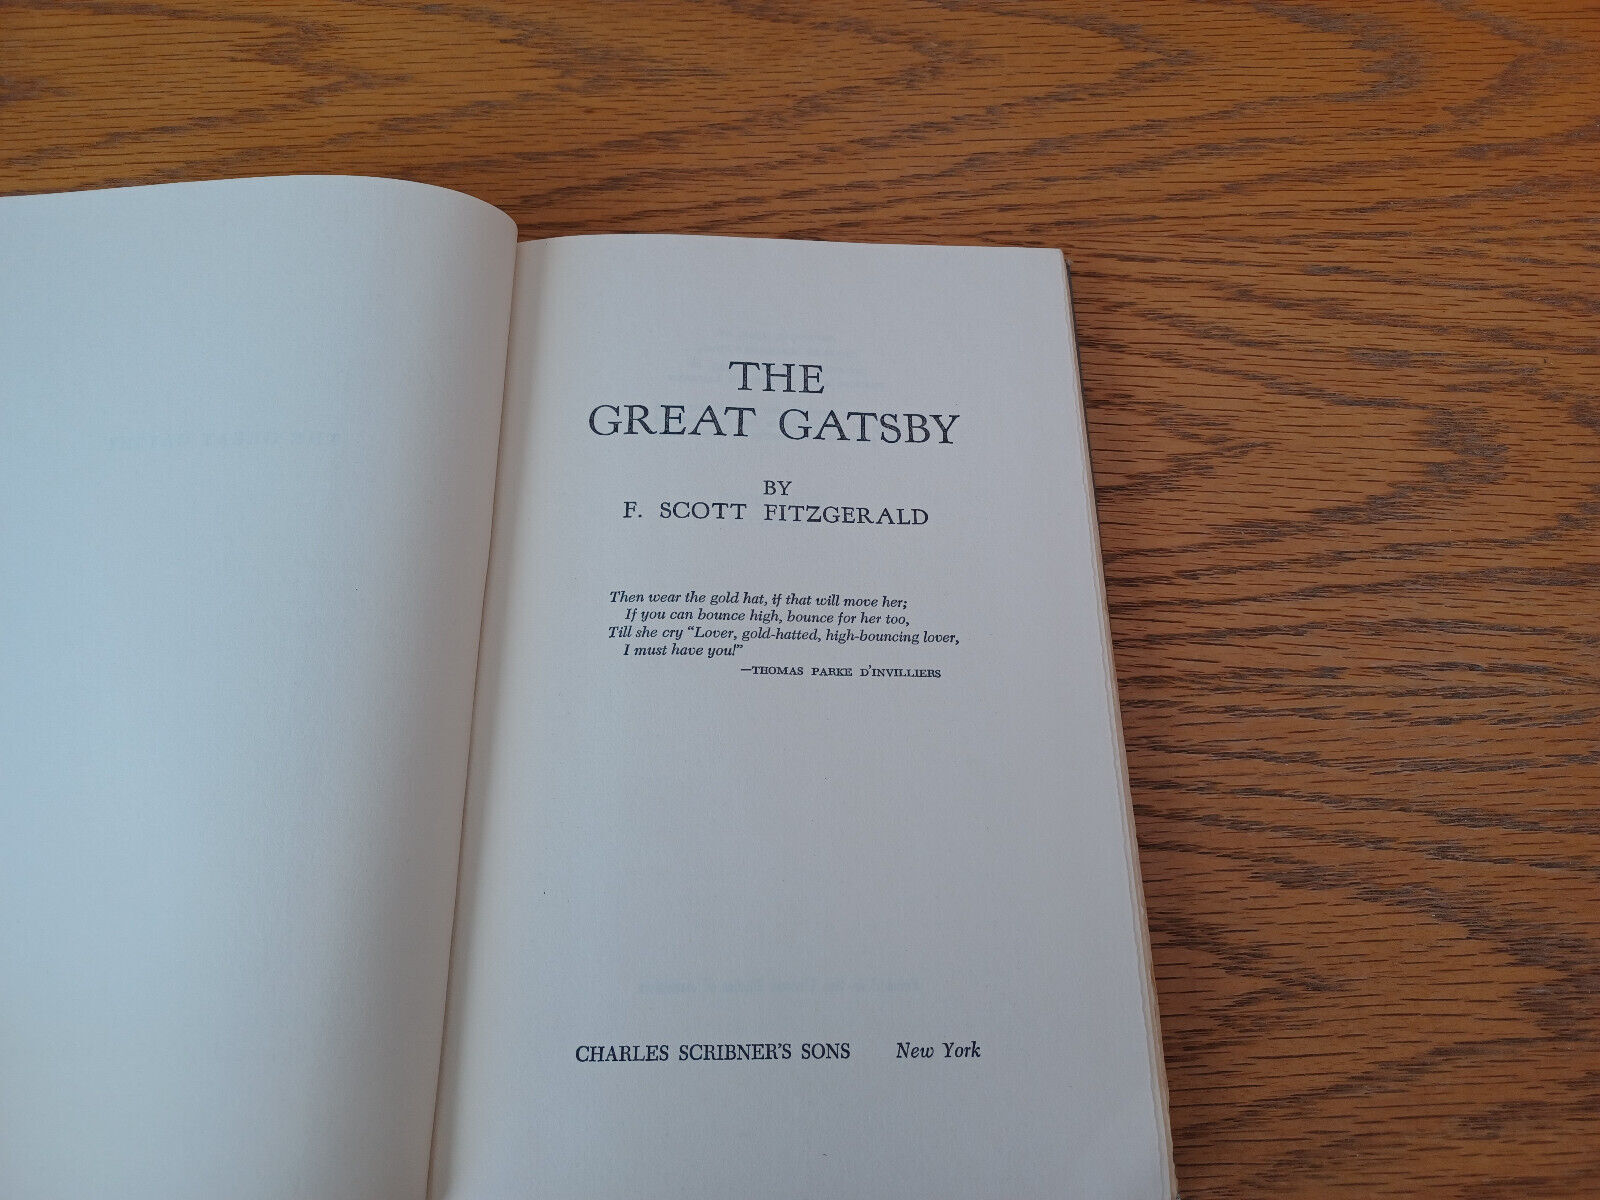 THE
GREAT GATSBY
BY
F. SCOTT FITZGERALD
Then wear the gold hat, if that will move her;
If you can bounce high, bounce for her too,
Till she cry "Lover, gold-hatted, high-bouncing lover,
I must have you!"
—THOMAS PARKE D'INVILLIERS
CHARLES SCRIBNER'S SONS New York